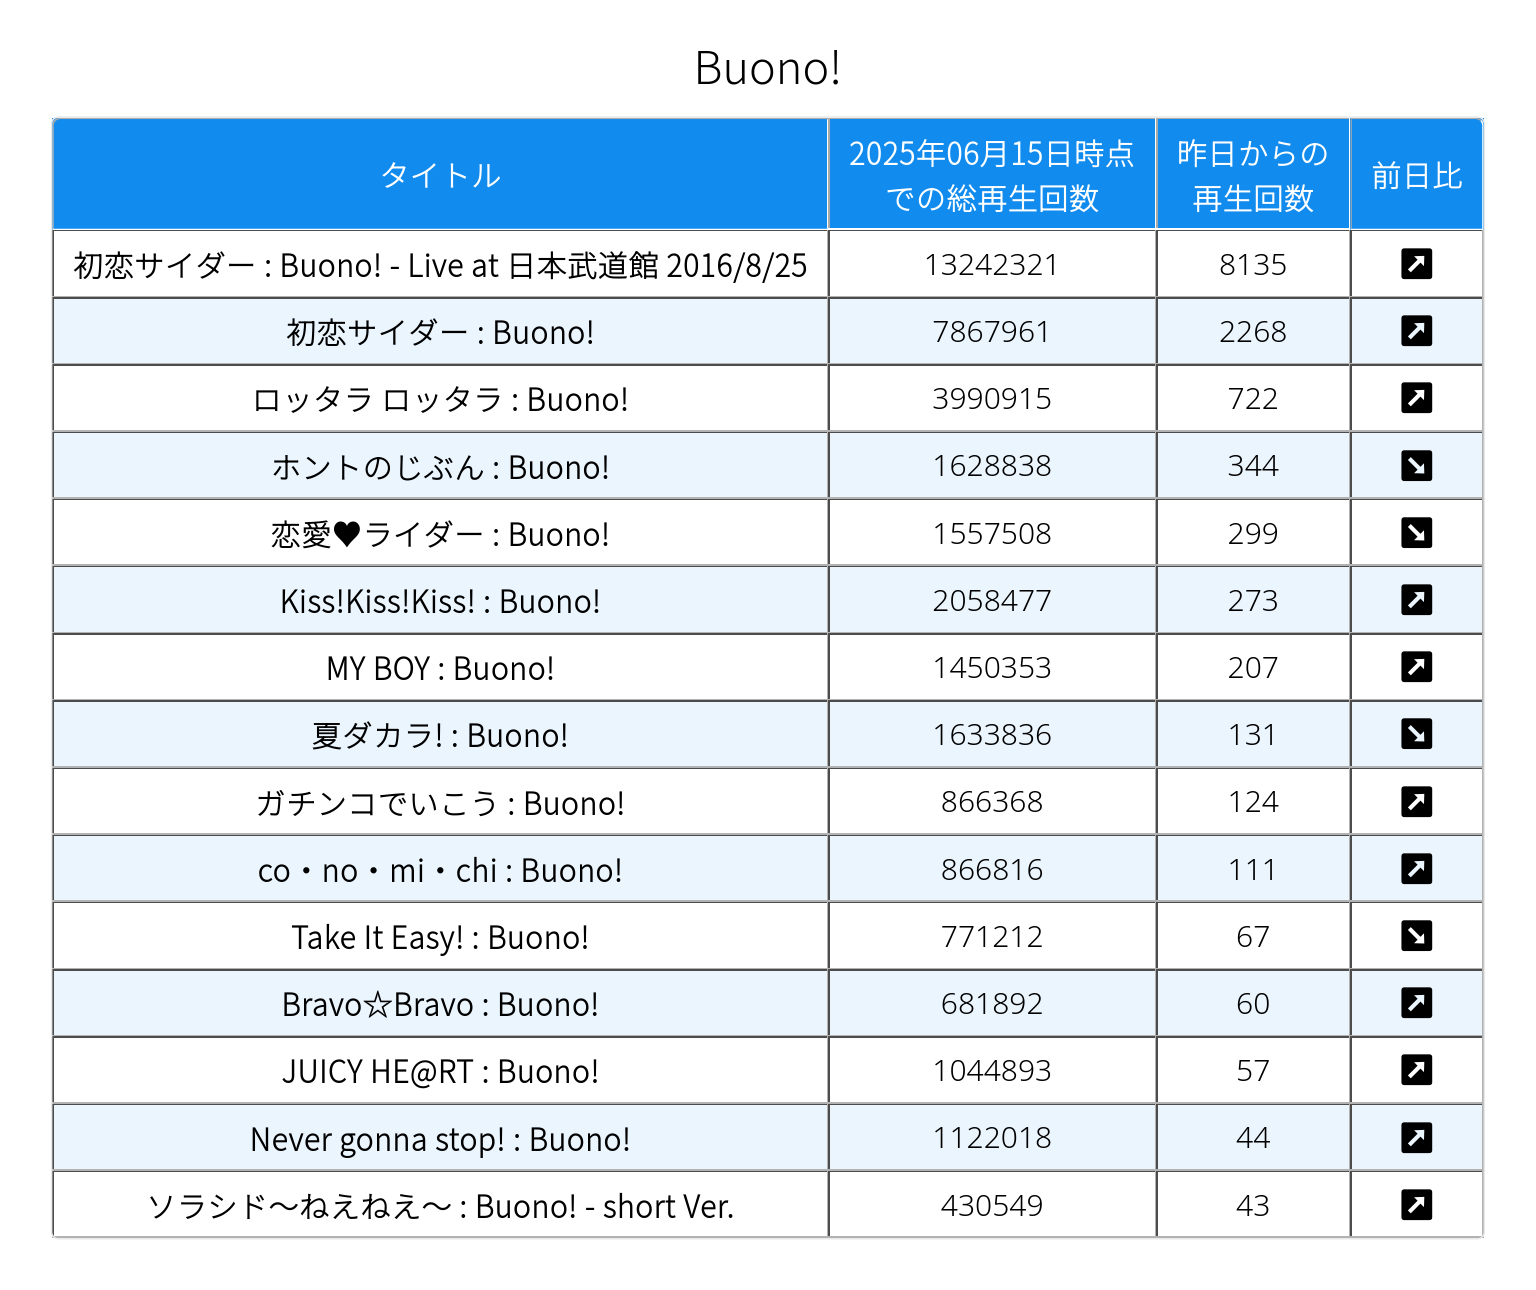 Buono!
タイトル 2025年06月15日時点での総再生回数 昨日からの再生回数 前日比
初恋サイダー : Buono! - Live at 日本武道館 2016/8/25 13242321 8135 ↗
初恋サイダー : Buono! 7867961 2268 ↗
ロッタラ ロッタラ : Buono! 3990915 722 ↗
ホントのじぶん : Buono! 1628838 344 ↘
恋愛♥ライダー : Buono! 1557508 299 ↘
Kiss!Kiss!Kiss! : Buono! 2058477 273 ↗
MY BOY : Buono! 1450353 207 ↗
夏ダカラ! : Buono! 1633836 131 ↘
ガチンコでいこう : Buono! 866368 124 ↗
co・no・mi・chi : Buono! 866816 111 ↗
Take It Easy! : Buono! 771212 67 ↘
Bravo☆Bravo : Buono! 681892 60 ↗
JUICY HE@RT : Buono! 1044893 57 ↗
Never gonna stop! : Buono! 1122018 44 ↗
ソラシド〜ねえねえ〜 : Buono! - short Ver. 430549 43 ↗